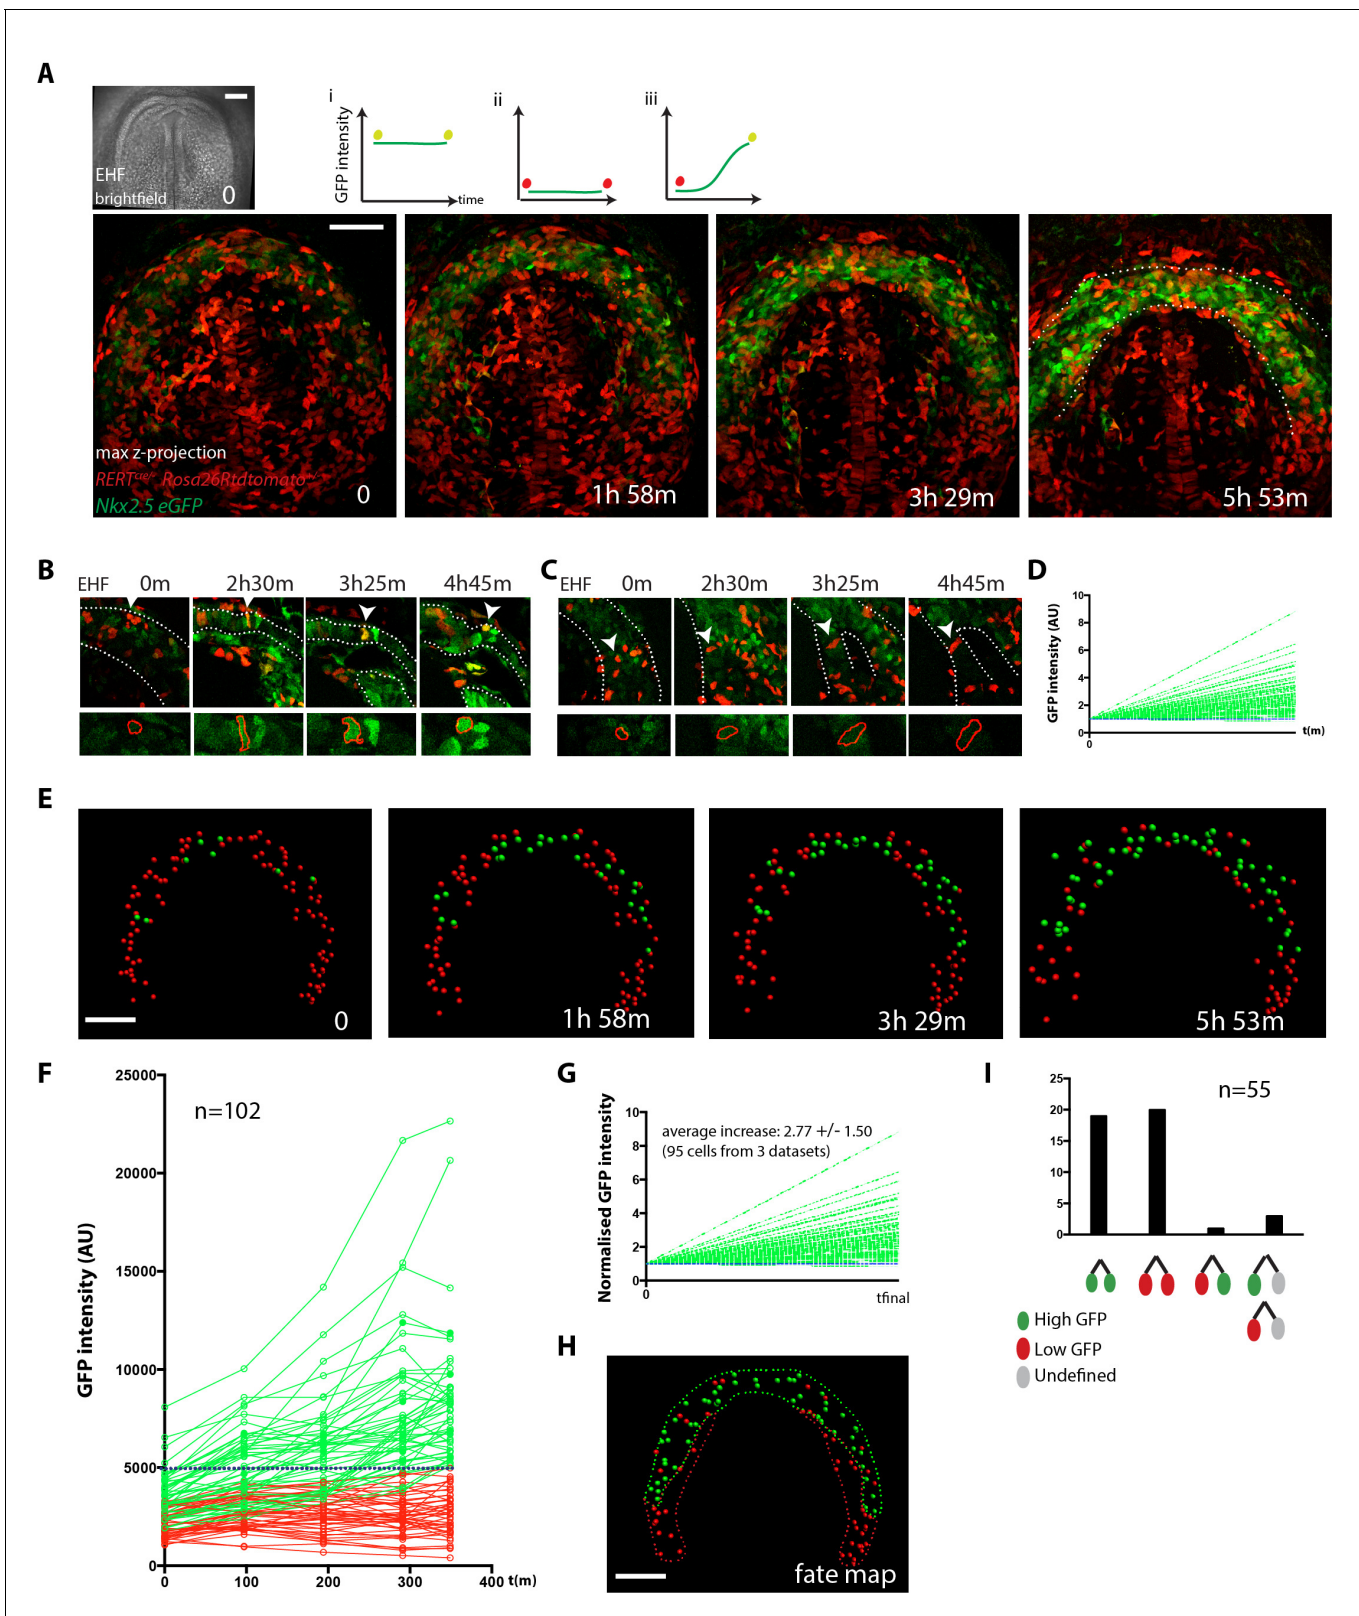 A
EHF
brightfield
0
i
GFP intensity
time
ii
iii
max z-projection
RERTcre/- Rosa26Rtdtomato+/-
Nkx2.5 eGFP
0
1h 58m
3h 29m
5h 53m
B
EHF
0m
2h30m
3h25m
4h45m
C
EHF
0m
2h30m
3h25m
4h45m
D
GFP intensity (AU)
10
8
6
4
2
0
0
t(m)
E
0
1h 58m
3h 29m
5h 53m
F
GFP intensity (AU)
25000
20000
15000
10000
5000
0
n=102
0
100
200
300
400
t(m)
G
Normalised GFP intensity
10
8
6
4
2
0
average increase: 2.77 +/- 1.50
(95 cells from 3 datasets)
0
tfinal
H
fate map
I
25
20
15
10
5
0
n=55
High GFP
Low GFP
Undefined